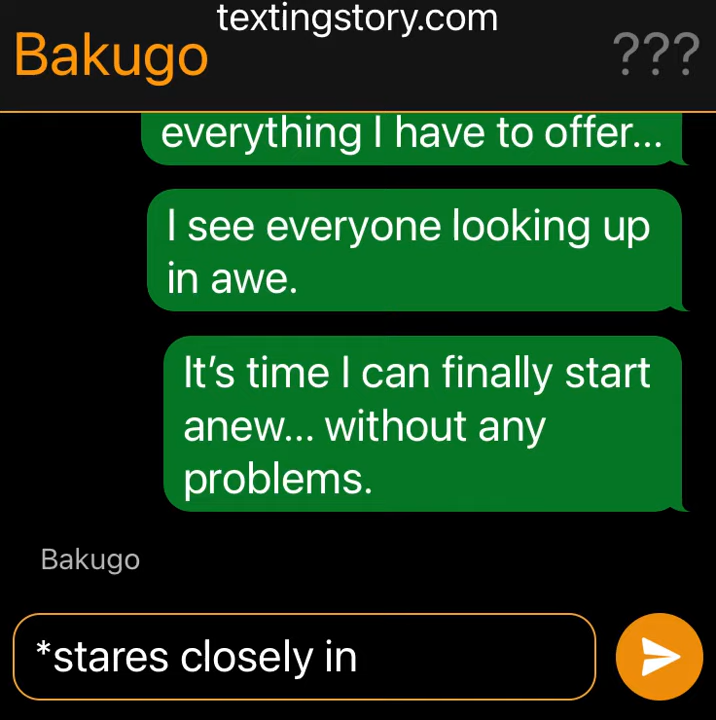 textingstory.com
Bakugo
???
everything I have to offer...
I see everyone looking up
in awe.
It’s time I can finally start
anew... without any
problems.
Bakugo
*stares closely in